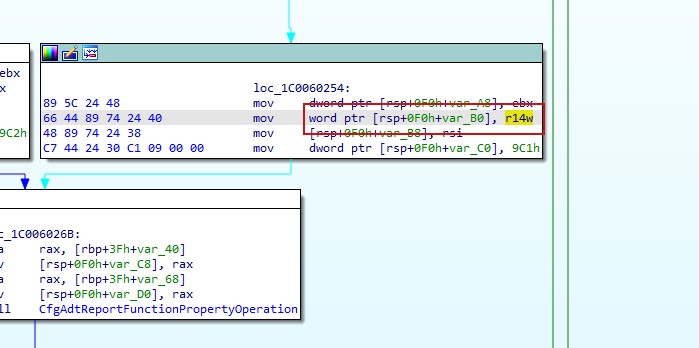 ebx
x
9C2h
loc_1C0060254:
89 5C 24 48 mov dword ptr [rsp+0F0h+var_A8], ebx
66 44 89 74 24 40 mov word ptr [rsp+0F0h+var_B0], r14w
48 89 74 24 38 mov [rsp+0F0h+var_B8], rsi
C7 44 24 30 C1 09 00 00 mov dword ptr [rsp+0F0h+var_C0], 9C1h
c_1C006026B:
a rax, [rbp+3Fh+var_40]
v [rsp+0F0h+var_C8], rax
a rax, [rbp+3Fh+var_68]
v [rsp+0F0h+var_D0], rax
ll CfgAdtReportFunctionPropertyOperation